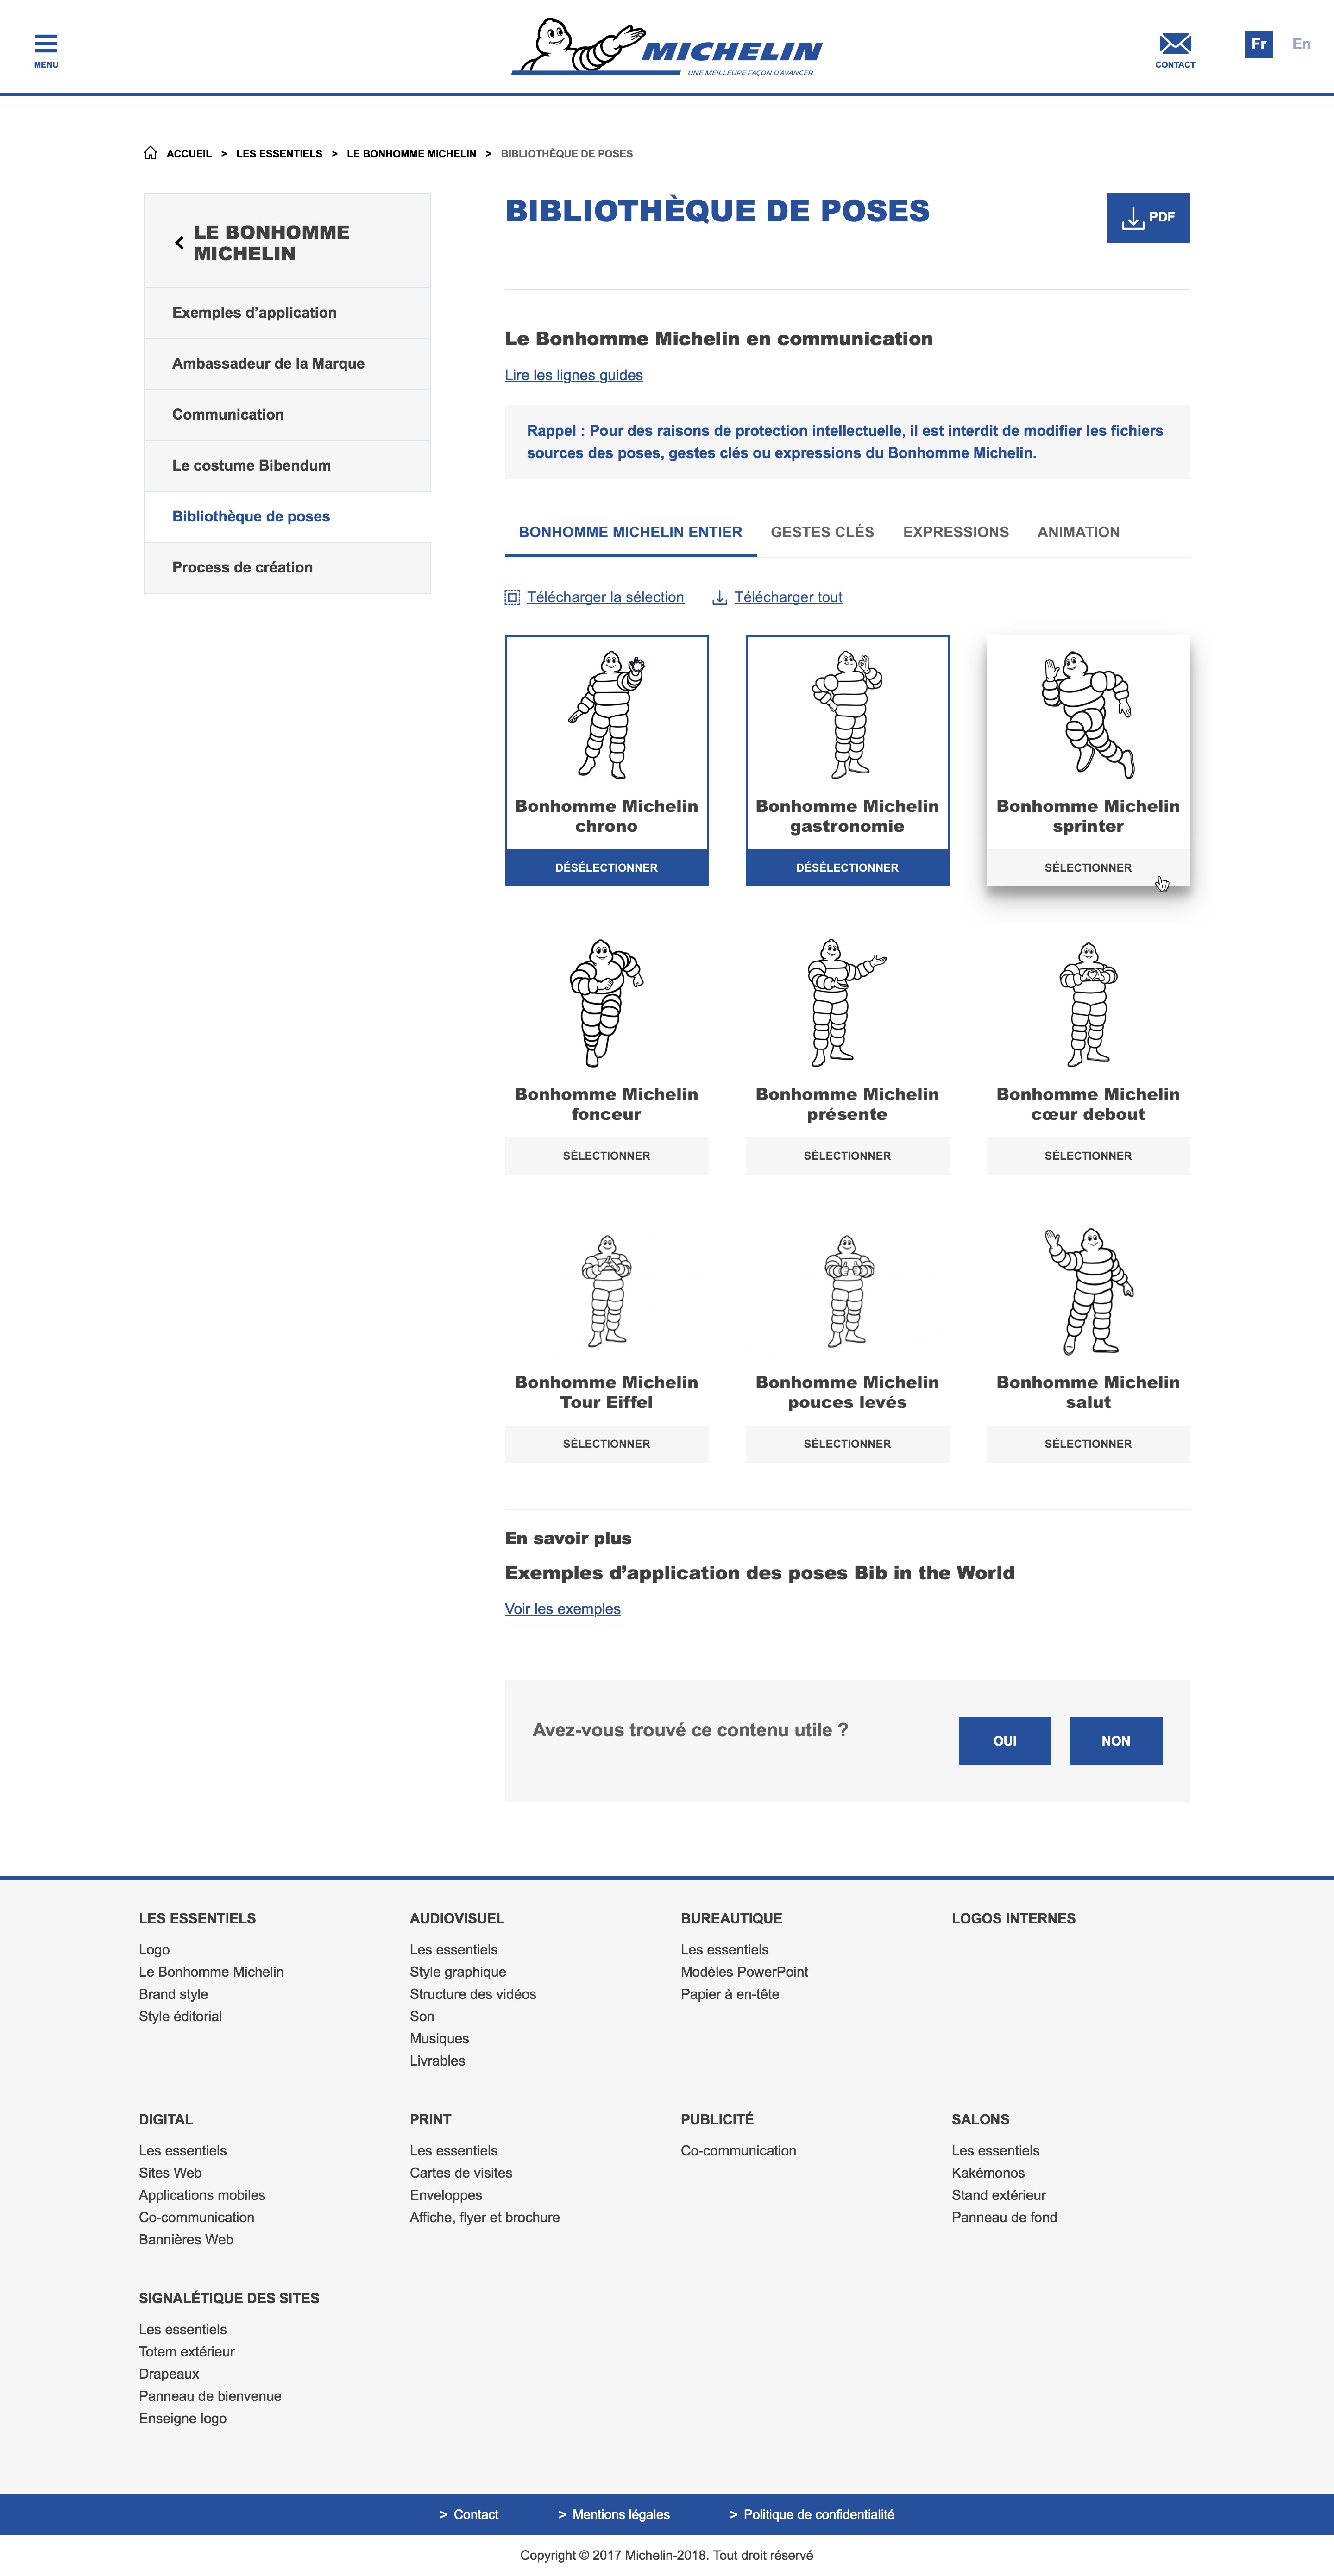 MENU
MICHELIN
UNE MEILLEURE FAÇON D'AVANCER
CONTACT
Fr
En
ACCUEIL > LES ESSENTIELS > LE BONHOMME MICHELIN > BIBLIOTHÈQUE DE POSES
LE BONHOMME
MICHELIN
Exemples d’application
Ambassadeur de la Marque
Communication
Le costume Bibendum
Bibliothèque de poses
Process de création
BIBLIOTHÈQUE DE POSES
PDF
Le Bonhomme Michelin en communication
Lire les lignes guides
Rappel : Pour des raisons de protection intellectuelle, il est interdit de modifier les fichiers
sources des poses, gestes clés ou expressions du Bonhomme Michelin.
BONHOMME MICHELIN ENTIER GESTES CLÉS EXPRESSIONS ANIMATION
Télécharger la sélection Télécharger tout
Bonhomme Michelin
chrono
DÉSÉLECTIONNER
Bonhomme Michelin
gastronomie
DÉSÉLECTIONNER
Bonhomme Michelin
sprinter
SÉLECTIONNER
Bonhomme Michelin
fonceur
SÉLECTIONNER
Bonhomme Michelin
présente
SÉLECTIONNER
Bonhomme Michelin
cœur debout
SÉLECTIONNER
Bonhomme Michelin
Tour Eiffel
SÉLECTIONNER
Bonhomme Michelin
pouces levés
SÉLECTIONNER
Bonhomme Michelin
salut
SÉLECTIONNER
En savoir plus
Exemples d’application des poses Bib in the World
Voir les exemples
Avez-vous trouvé ce contenu utile ?
OUI
NON
LES ESSENTIELS
Logo
Le Bonhomme Michelin
Brand style
Style éditorial
AUDIOVISUEL
Les essentiels
Style graphique
Structure des vidéos
Son
Musiques
Livrables
BUREAUTIQUE
Les essentiels
Modèles PowerPoint
Papier à en-tête
LOGOS INTERNES
DIGITAL
Les essentiels
Sites Web
Applications mobiles
Co-communication
Bannières Web
PRINT
Les essentiels
Cartes de visites
Enveloppes
Affiche, flyer et brochure
PUBLICITÉ
Co-communication
SALONS
Les essentiels
Kakémonos
Stand extérieur
Panneau de fond
SIGNALÉTIQUE DES SITES
Les essentiels
Totem extérieur
Drapeaux
Panneau de bienvenue
Enseigne logo
> Contact > Mentions légales > Politique de confidentialité
Copyright © 2017 Michelin-2018. Tout droit réservé